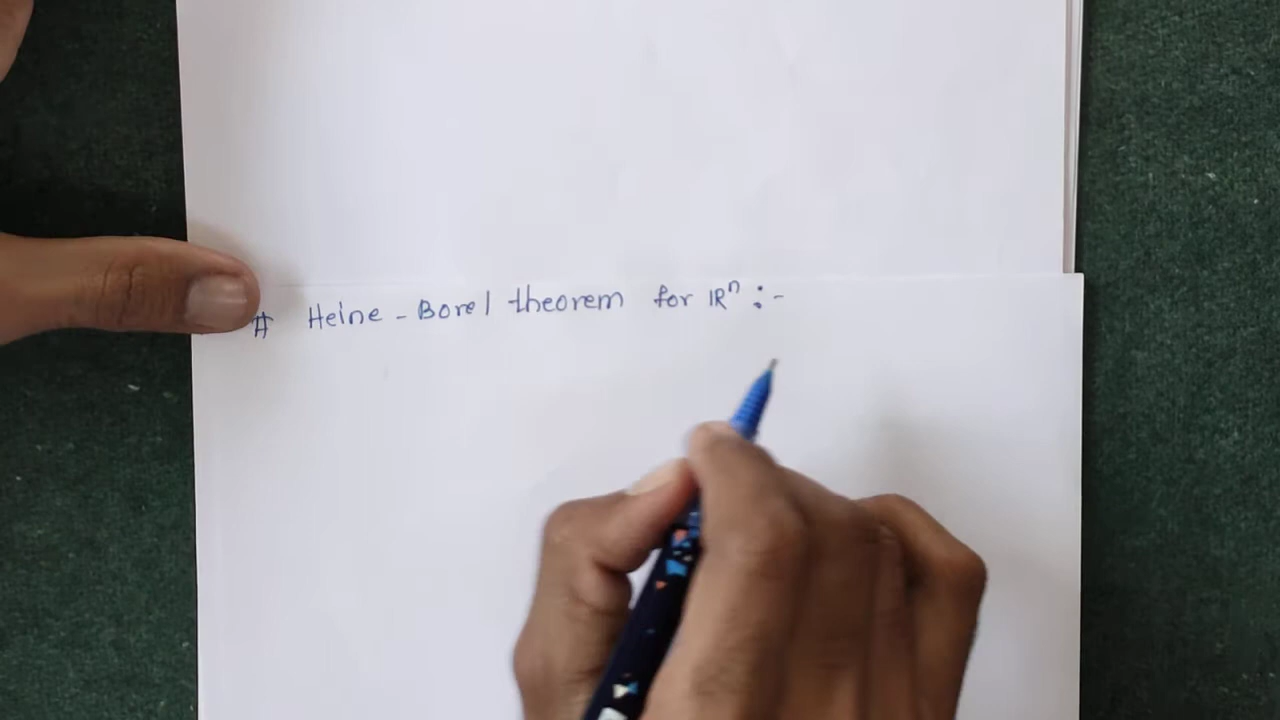 # Heine - Borel theorem for ℝⁿ :-